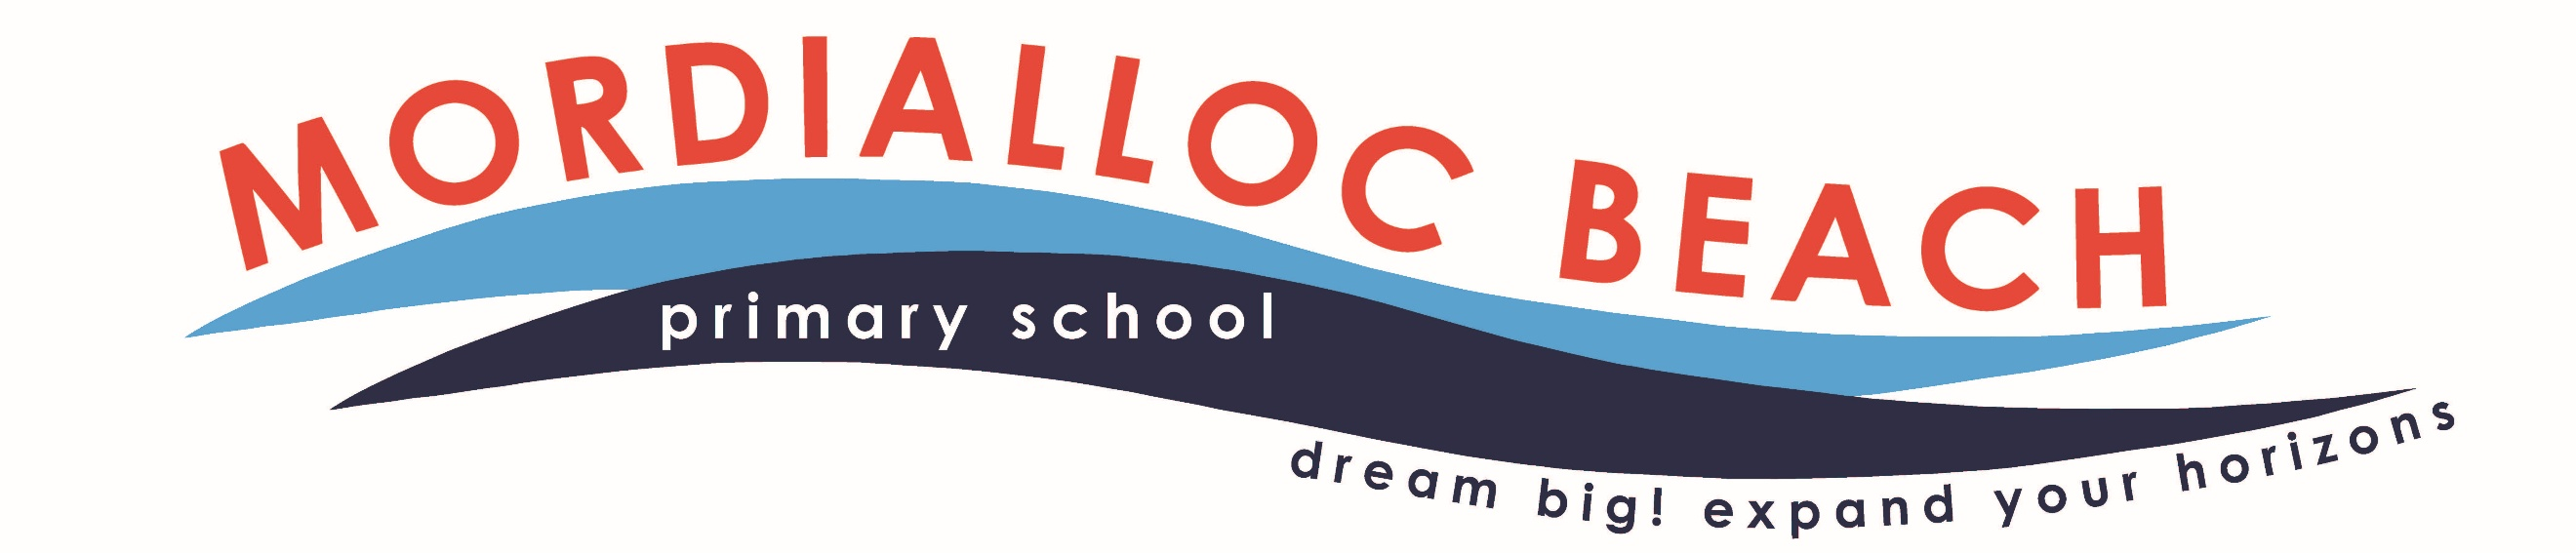 MORDIALLOC BEACH
primary school
dream big! expand your horizons